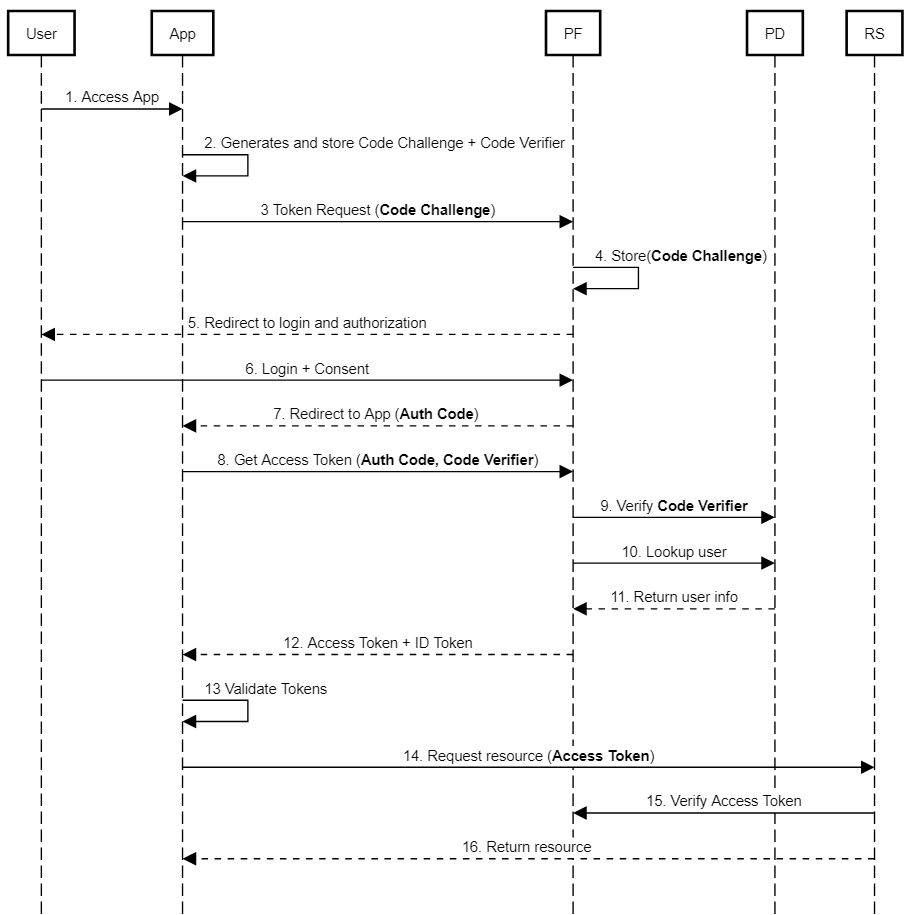 User App PF PD RS
1. Access App
2. Generates and store Code Challenge + Code Verifier
3 Token Request (Code Challenge)
4. Store(Code Challenge)
5. Redirect to login and authorization
6. Login + Consent
7. Redirect to App (Auth Code)
8. Get Access Token (Auth Code, Code Verifier)
9. Verify Code Verifier
10. Lookup user
11. Return user info
12. Access Token + ID Token
13 Validate Tokens
14. Request resource (Access Token)
15. Verify Access Token
16. Return resource